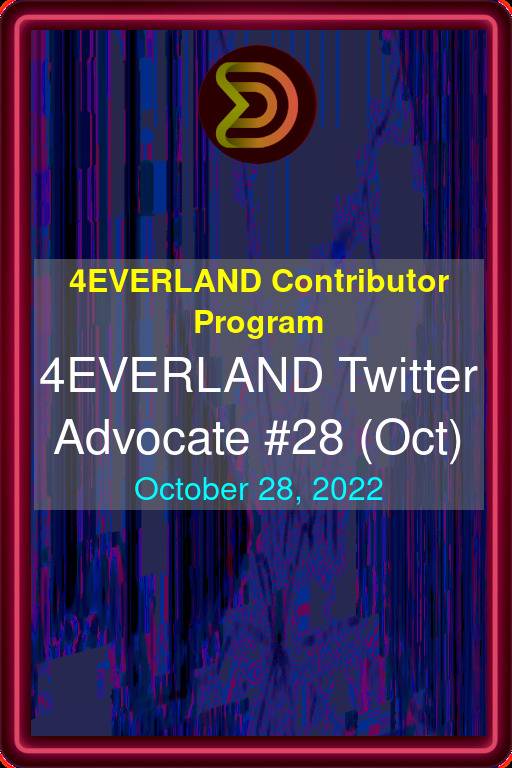 4EVERLAND Contributor
Program
4EVERLAND Twitter
Advocate #28 (Oct)
October 28, 2022